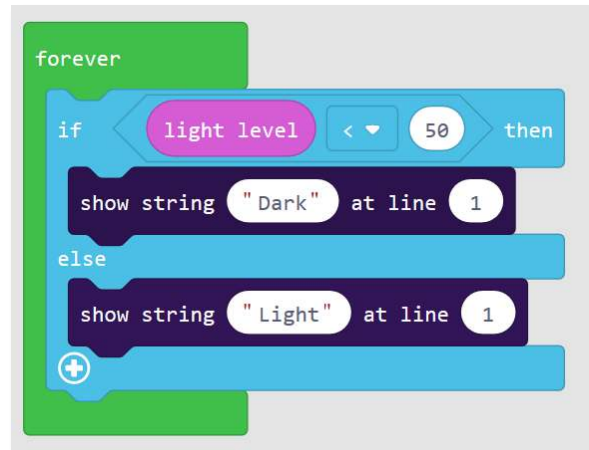 forever
if light level < 50 then
show string "Dark" at line 1
else
show string "Light" at line 1